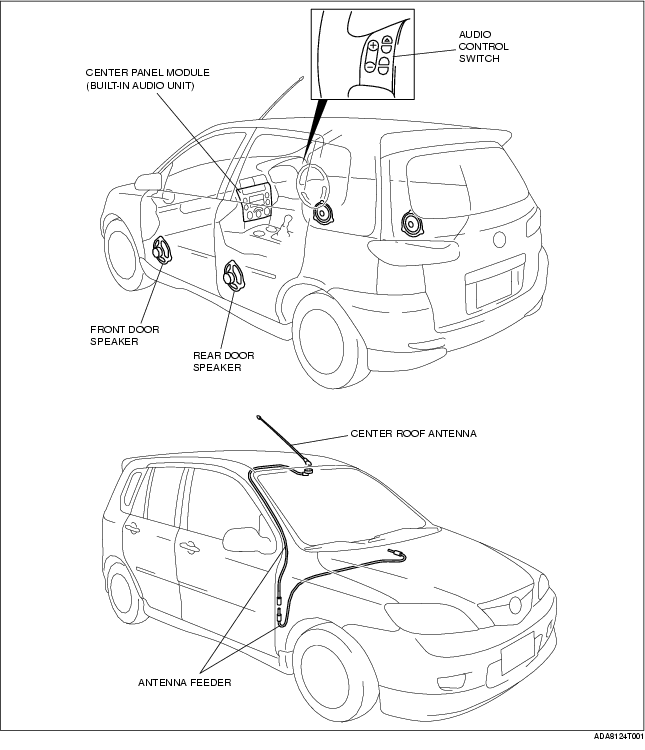 AUDIO
CONTROL
SWITCH
CENTER PANEL MODULE
(BUILT-IN AUDIO UNIT)
FRONT DOOR
SPEAKER
REAR DOOR
SPEAKER
CENTER ROOF ANTENNA
ANTENNA FEEDER
ADA8124T001